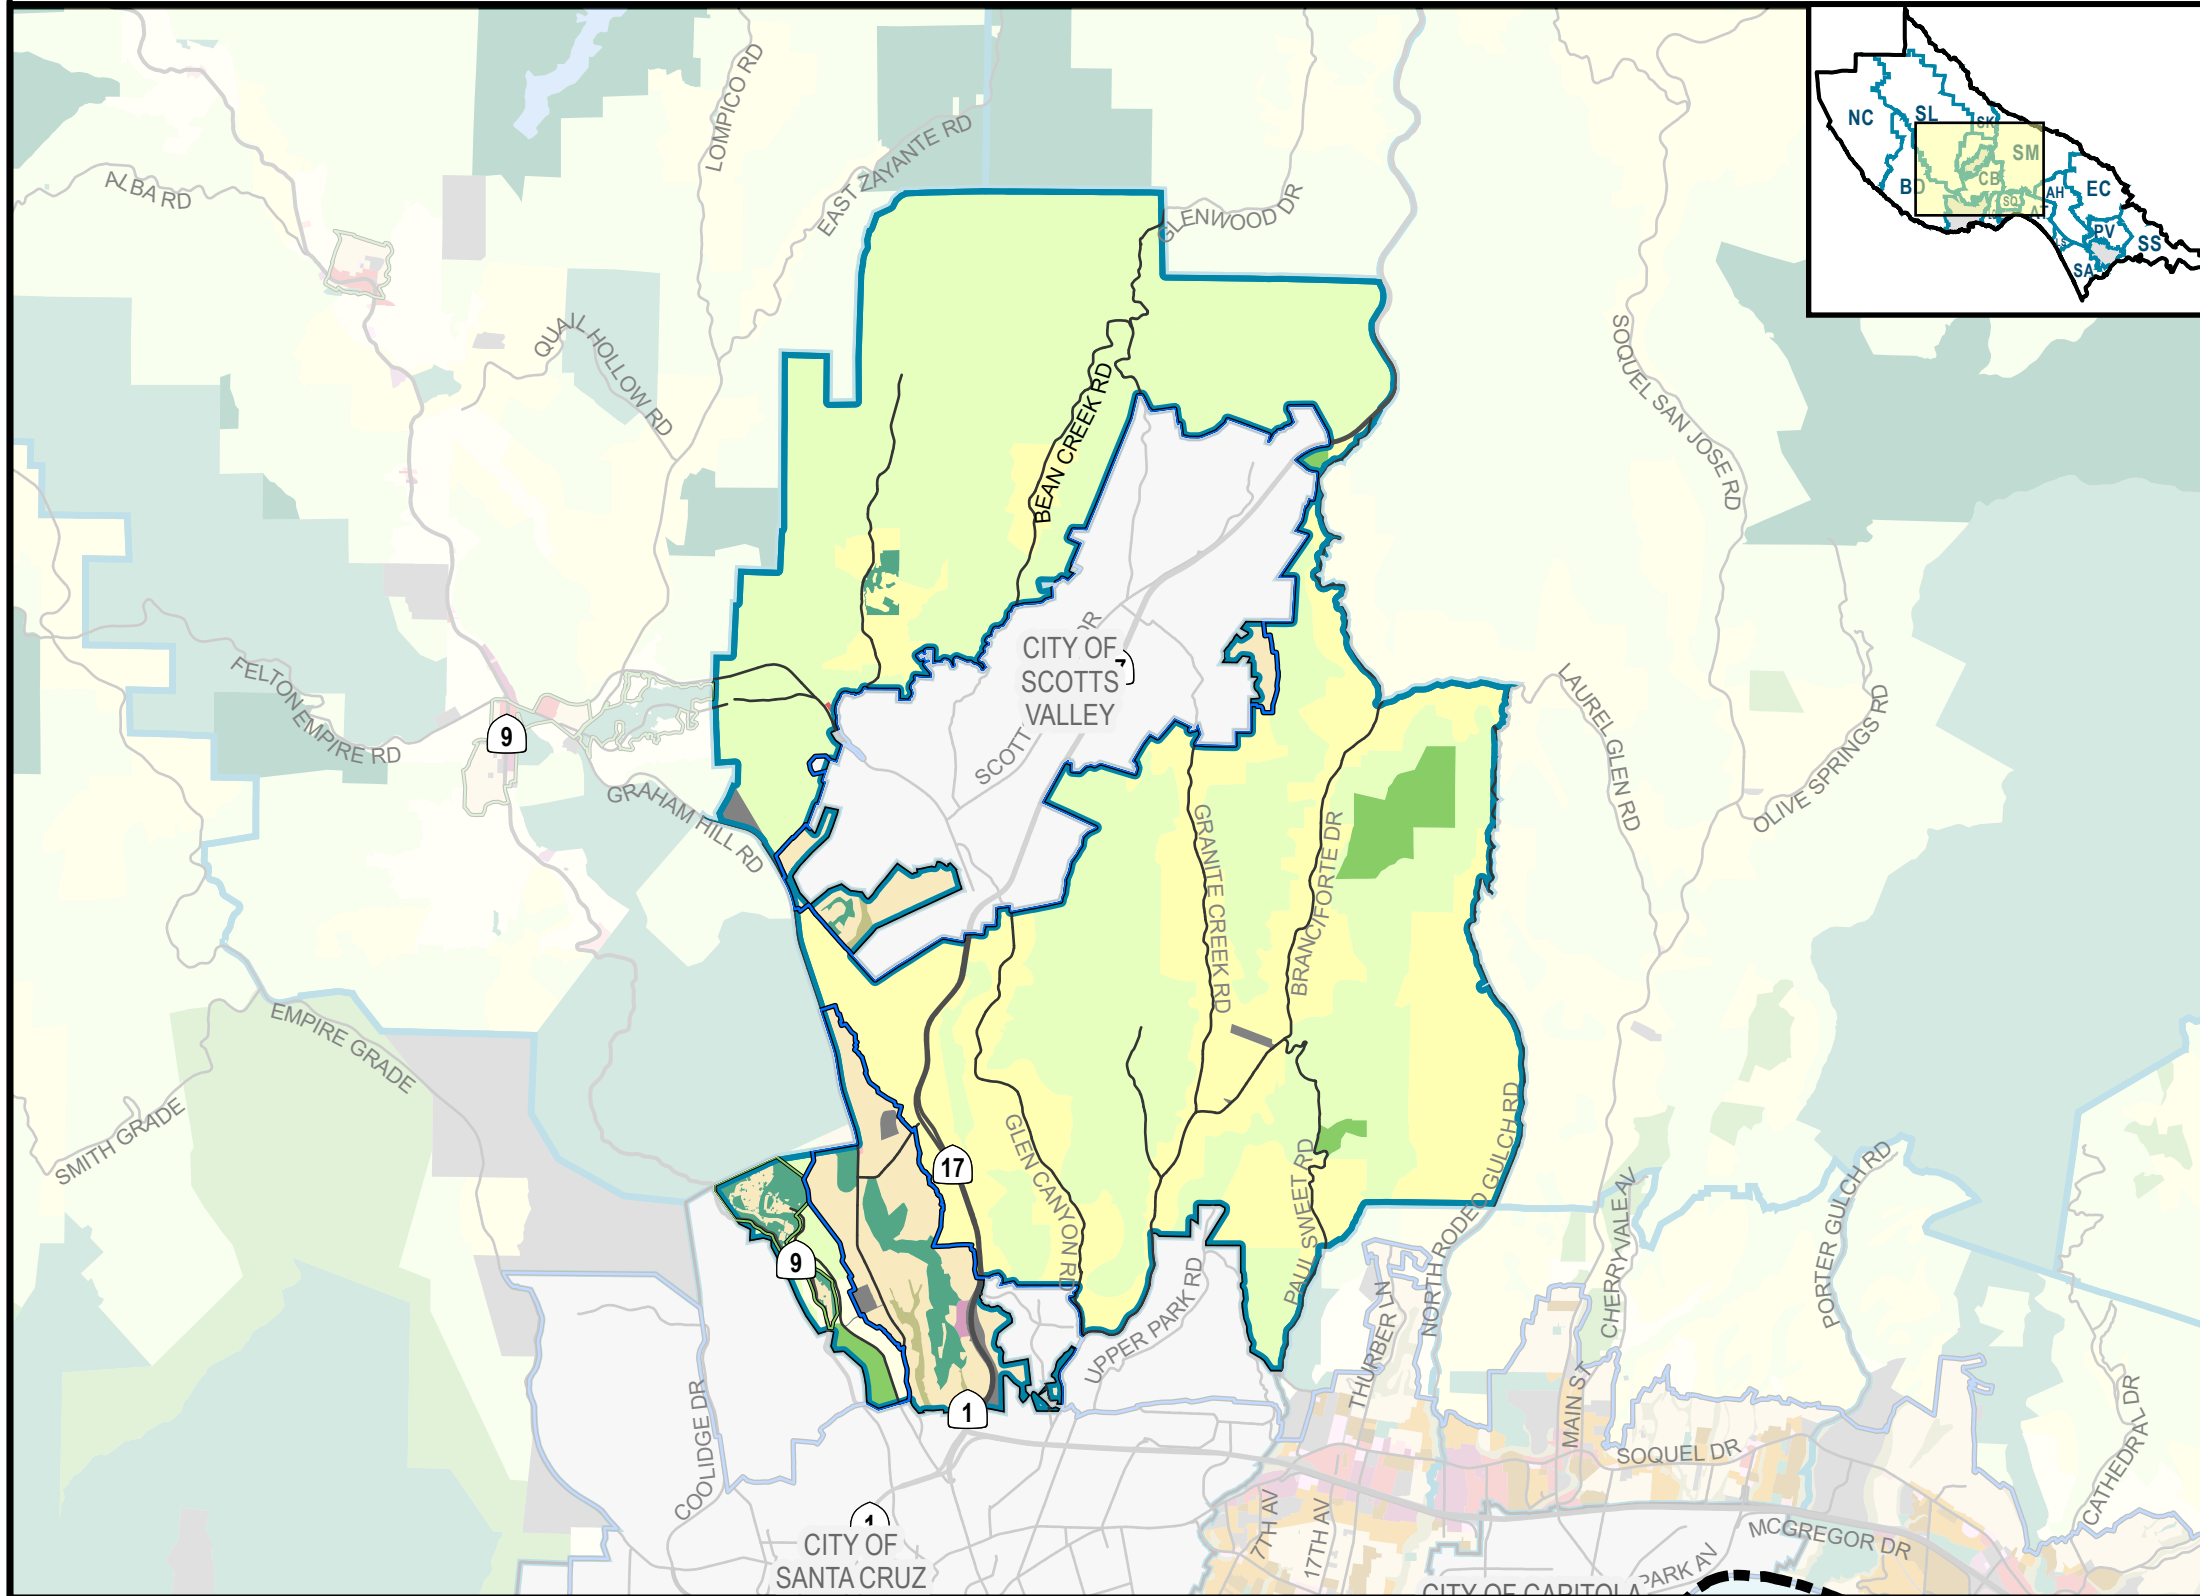 NC
SL
SK
SM
BD
CB
SQ
AH
EC
PV
SS
SA
LOMPICO RD
ALBA RD
EAST ZAYANTE RD
GLENWOOD DR
QUAIL HOLLOW RD
SOQUEL SAN JOSE RD
BEAN CREEK RD
CITY OF
SCOTTS
VALLEY
SCOTT
DR
7
FELTON EMPIRE RD
9
GRAHAM HILL RD
LAUREL GLEN RD
OLIVE SPRINGS RD
GRANITE CREEK RD
BRANCIFORTE DR
EMPIRE GRADE
SMITH GRADE
17
GLEN CANYON RD
PAUL SWEET RD
NORTH RODEO GULCH RD
CHERRYVALE AV
PORTER GULCH RD
9
UPPER PARK RD
THURBER LN
MAIN ST
COOLIDGE DR
1
SOQUEL DR
CATHEDRAL DR
1
CITY OF
SANTA CRUZ
7TH AV
17TH AV
MCGREGOR DR
PARK AV
CITY OF CAPITOLA